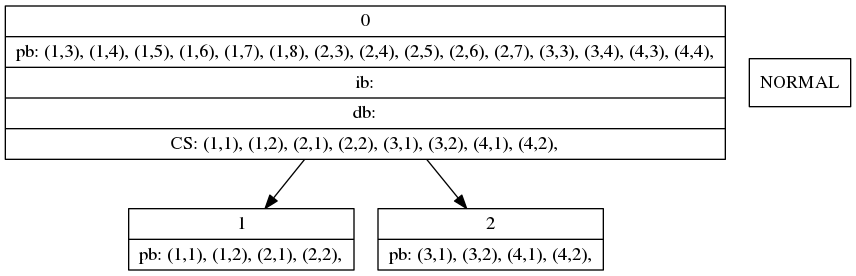 0
pb: (1,3), (1,4), (1,5), (1,6), (1,7), (1,8), (2,3), (2,4), (2,5), (2,6), (2,7), (3,3), (3,4), (4,3), (4,4),
ib:
db:
CS: (1,1), (1,2), (2,1), (2,2), (3,1), (3,2), (4,1), (4,2),
NORMAL
1
pb: (1,1), (1,2), (2,1), (2,2),
2
pb: (3,1), (3,2), (4,1), (4,2),